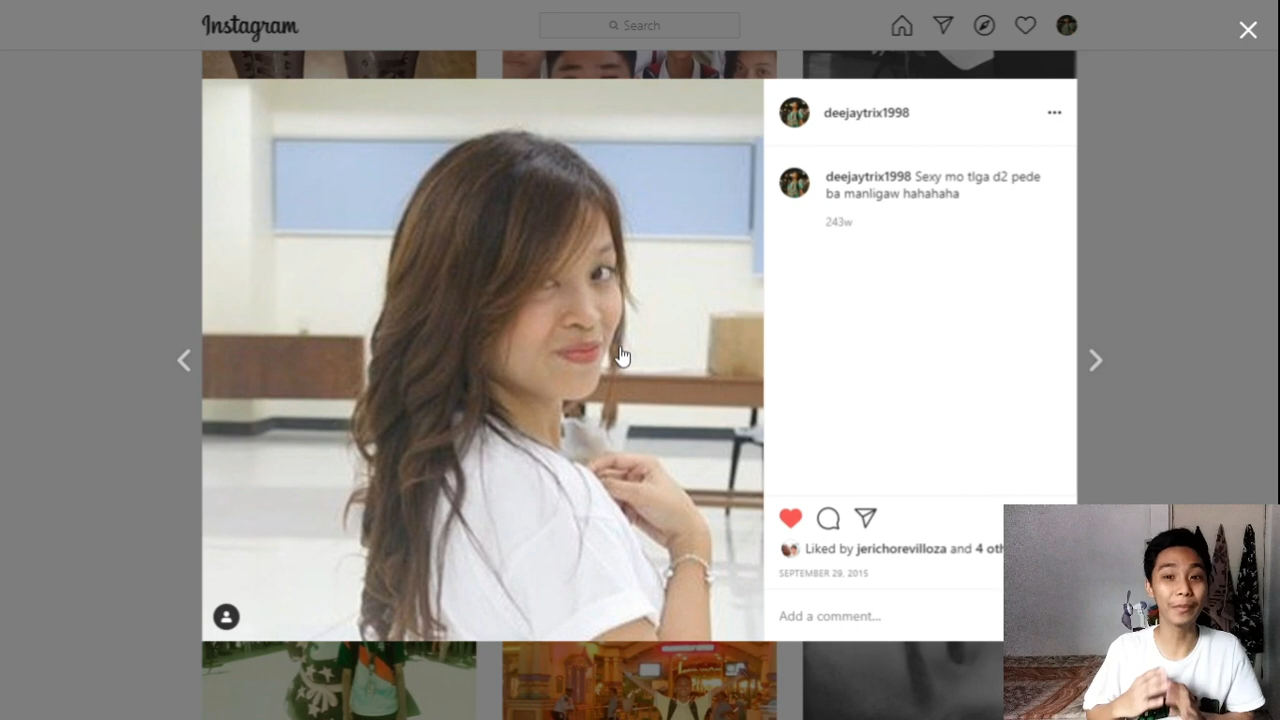 Instagram
Search
deejaytrix1998
deejaytrix1998 Sexy mo tlga d2 pede
ba manligaw hahahaha
243w
Liked by jerichorevilloza and 4 oth
SEPTEMBER 29, 2015
Add a comment...